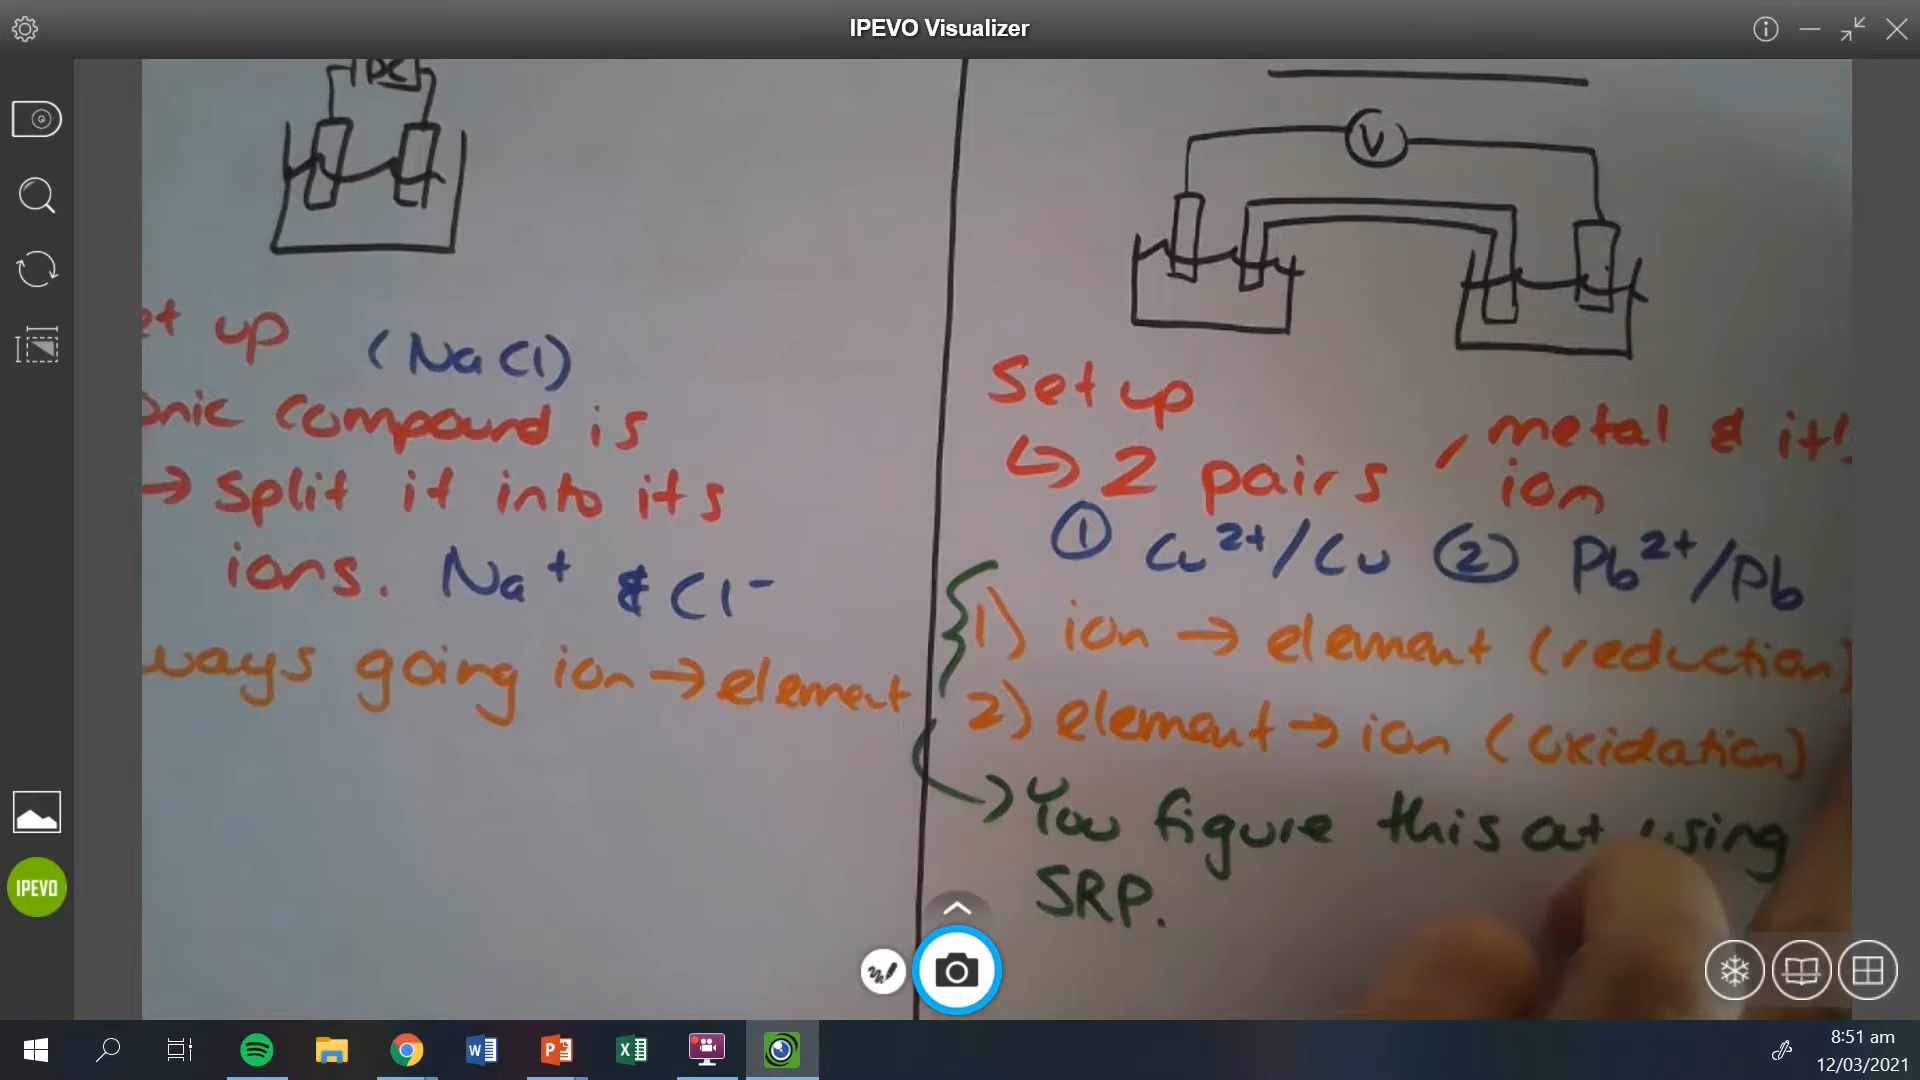 IPEVO Visualizer
DC
V
et up (NaCl)
onic compound is
→ Split it into its
ions. Na⁺ & Cl⁻
ways going ion → element
Set up
↳ 2 pairs , metal & it's
ion
① Cu²⁺/Cu ② Pb²⁺/Pb
1) ion → element (reduction)
2) element → ion (oxidation)
→ You figure this out using
SRP.
IPEVO
8:51 am
12/03/2021